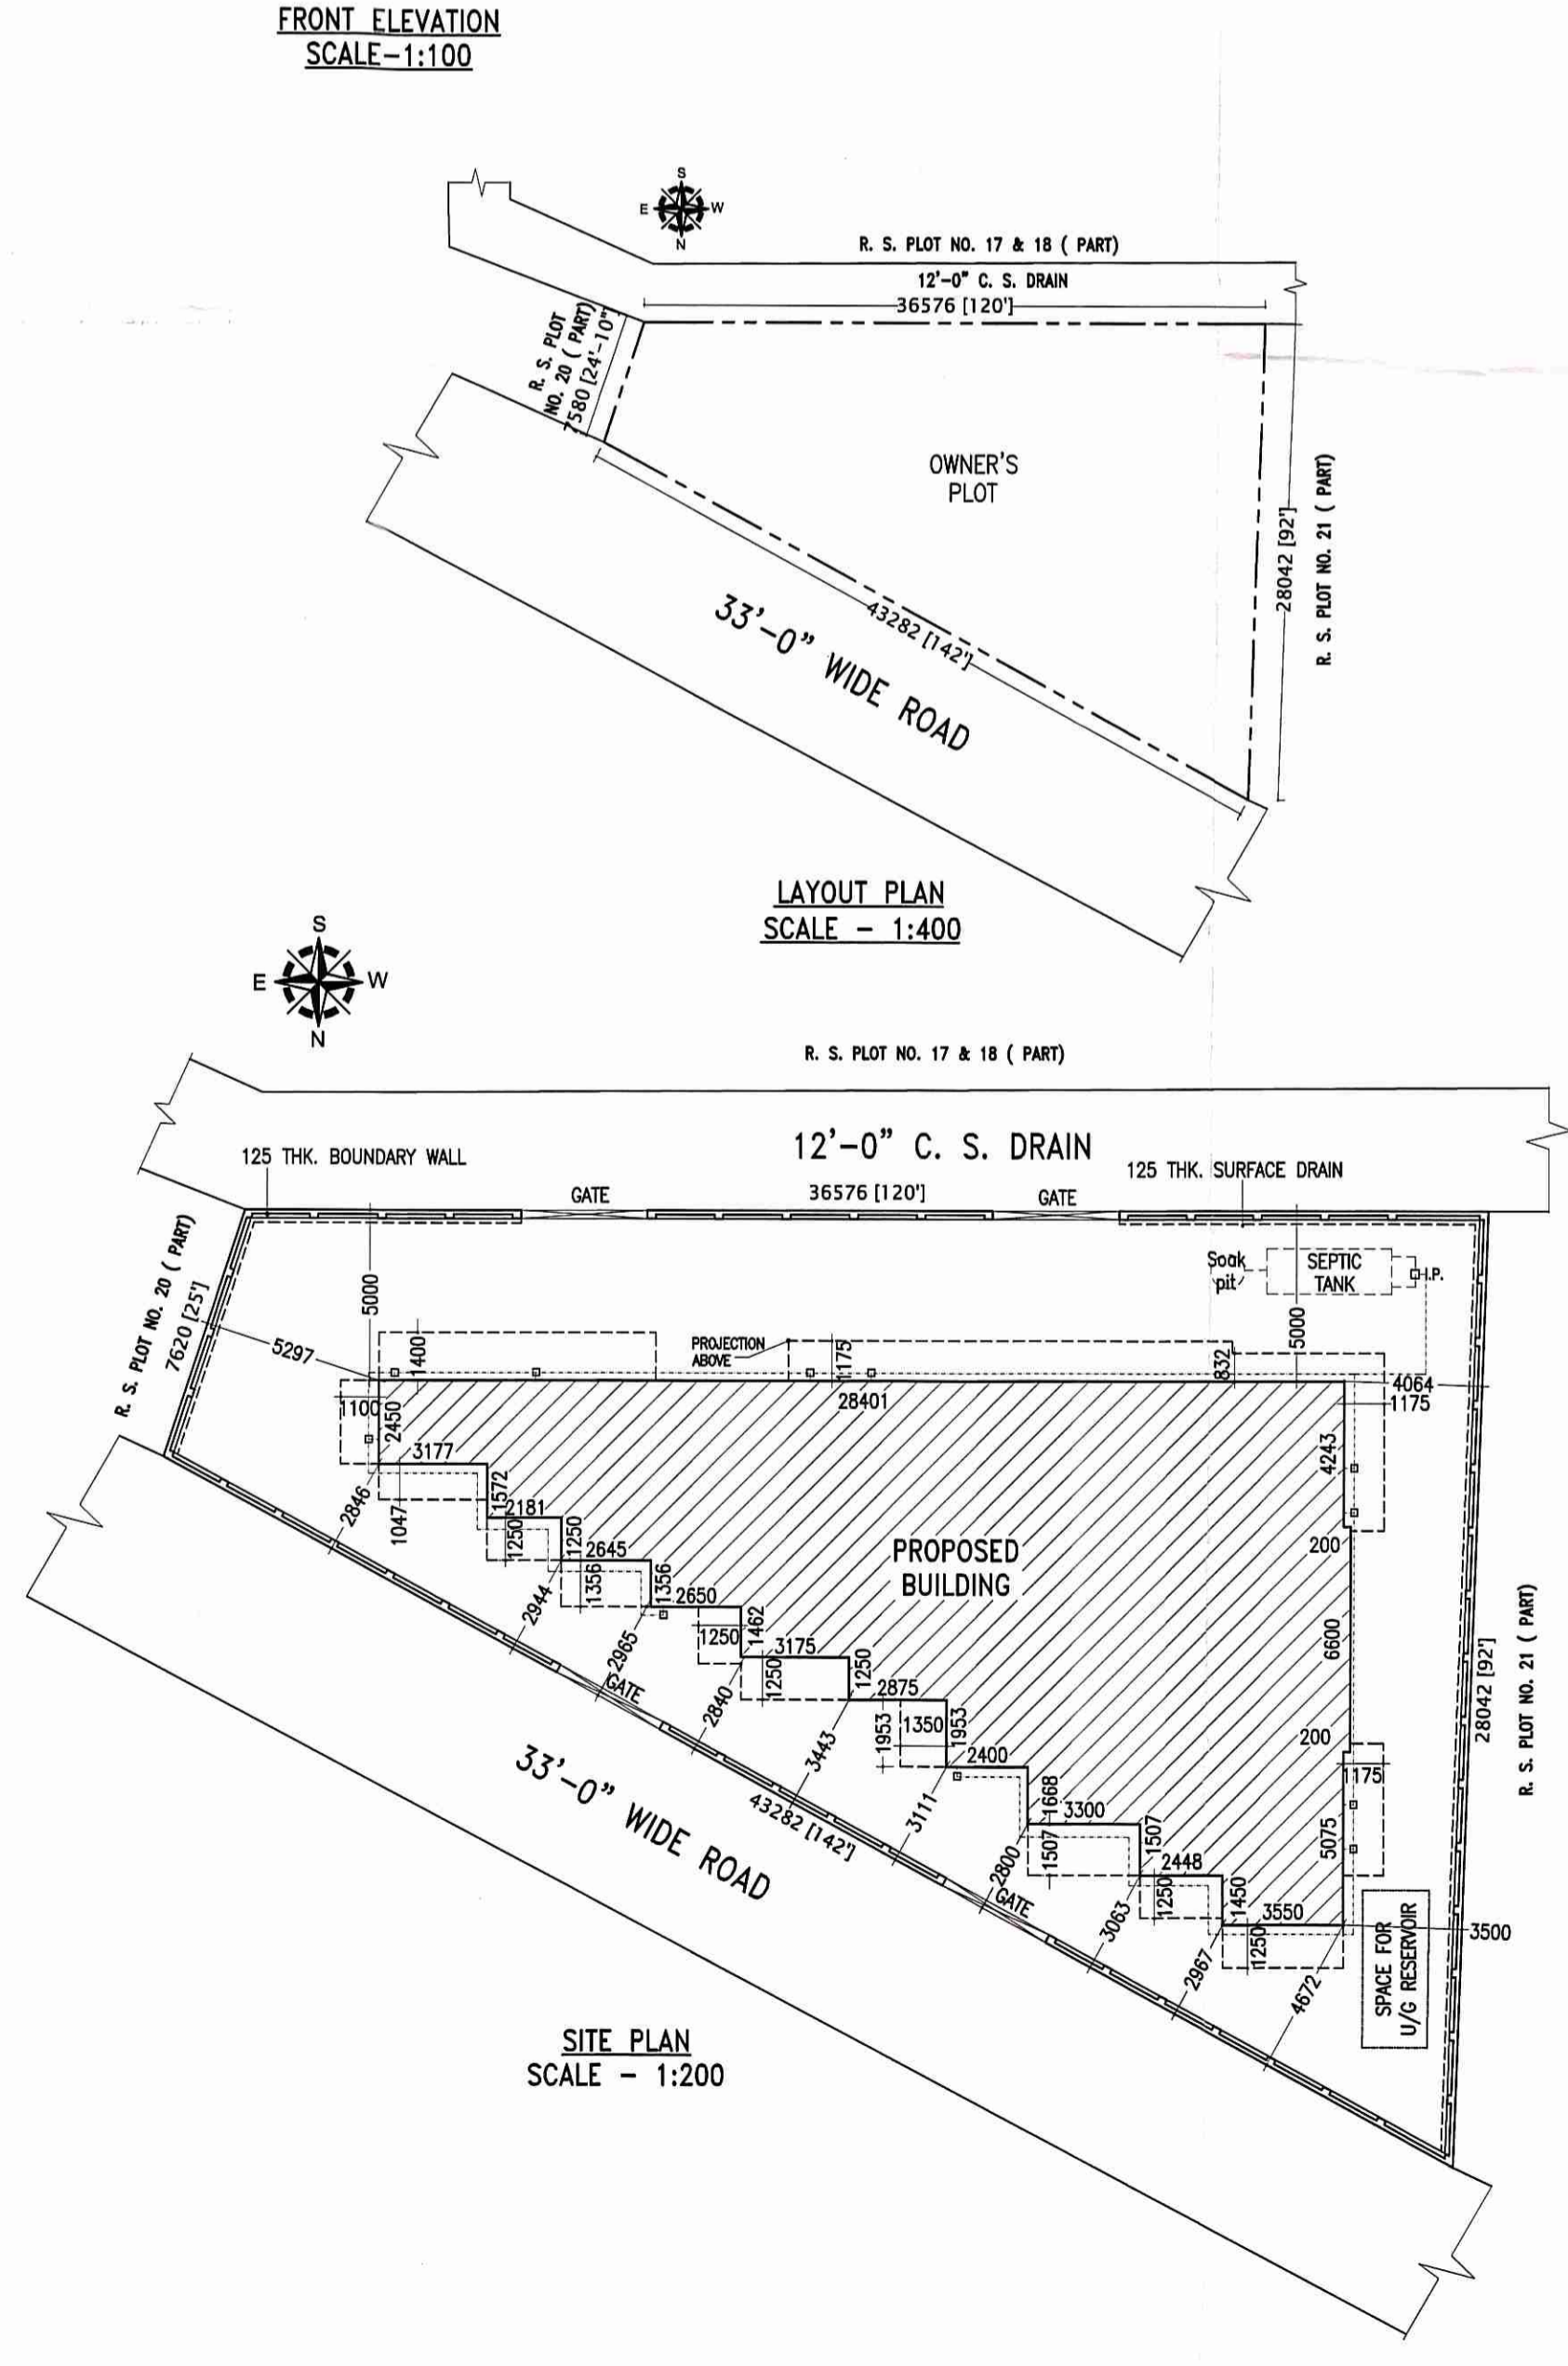 FRONT ELEVATION
SCALE-1:100
S
E
W
N
R. S. PLOT NO. 17 & 18 ( PART)
12'-0" C. S. DRAIN
36576 [120']
R. S. PLOT
NO. 20 ( PART)
7580 [24'-10"]
OWNER'S
PLOT
28042 [92']
R. S. PLOT NO. 21 ( PART)
43282 [142']
33'-0" WIDE ROAD
LAYOUT PLAN
SCALE - 1:400
S
E
W
N
R. S. PLOT NO. 17 & 18 ( PART)
12'-0" C. S. DRAIN
125 THK. BOUNDARY WALL
125 THK. SURFACE DRAIN
GATE
36576 [120']
GATE
R. S. PLOT NO. 20 ( PART)
7620 [25']
5000
Soak
pit
SEPTIC
TANK
I.P.
5000
5297
1400
PROJECTION
ABOVE
1175
832
4064
1175
1100
2450
28401
3177
4243
2846
1047
1572
2181
1250
1250
2645
200
PROPOSED
BUILDING
1356
1356
2650
2944
1462
1250
2965
3175
6600
GATE
1250
1250
2875
2840
28042 [92']
R. S. PLOT NO. 21 ( PART)
3443
1953
1350
1953
2400
200
1175
33'-0" WIDE ROAD
43282 [142']
3111
1668
3300
1507
1507
5075
2800
2448
GATE
1250
1450
3550
3063
1250
3500
2967
4672
SPACE FOR
U/G RESERVOIR
SITE PLAN
SCALE - 1:200